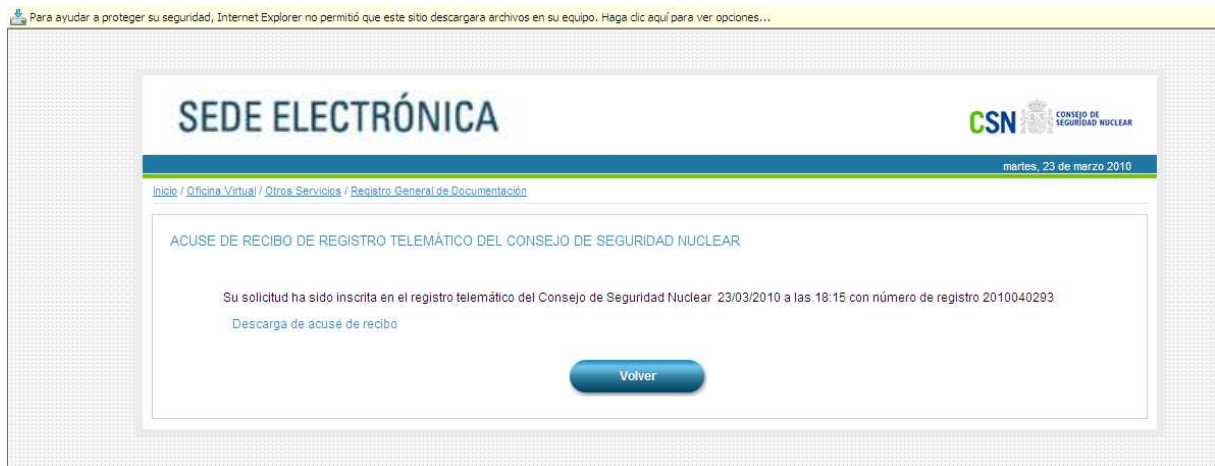 Para ayudar a proteger su seguridad, Internet Explorer no permitió que este sitio descargara archivos en su equipo. Haga clic aquí para ver opciones...
SEDE ELECTRÓNICA
CSN CONSEJO DE
SEGURIDAD NUCLEAR
martes, 23 de marzo 2010
Inicio / Oficina Virtual / Otros Servicios / Registro General de Documentación
ACUSE DE RECIBO DE REGISTRO TELEMÁTICO DEL CONSEJO DE SEGURIDAD NUCLEAR
Su solicitud ha sido inscrita en el registro telemático del Consejo de Seguridad Nuclear 23/03/2010 a las 18:15 con número de registro 2010040293
Descarga de acuse de recibo
Volver